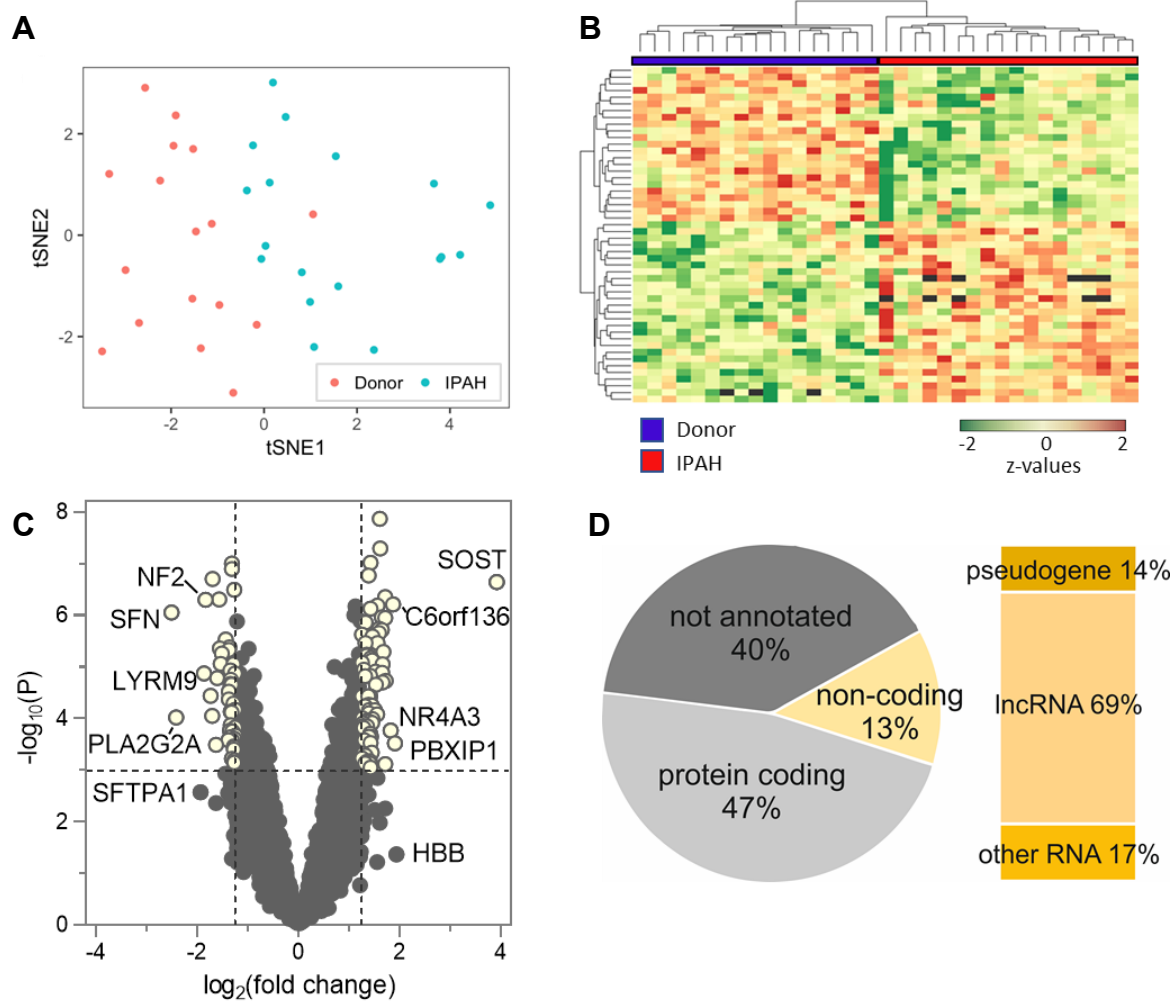 A
tSNE2
2
0
-2
-2
0
2
4
tSNE1
Donor
IPAH
B
Donor
IPAH
-2
0
2
z-values
C
-log10(P)
8
6
4
2
0
-4
-2
0
2
4
log2(fold change)
NF2
SFN
LYRM9
PLA2G2A
SFTPA1
SOST
C6orf136
NR4A3
PBXIP1
HBB
D
not annotated
40%
non-coding
13%
protein coding
47%
pseudogene 14%
lncRNA 69%
other RNA 17%